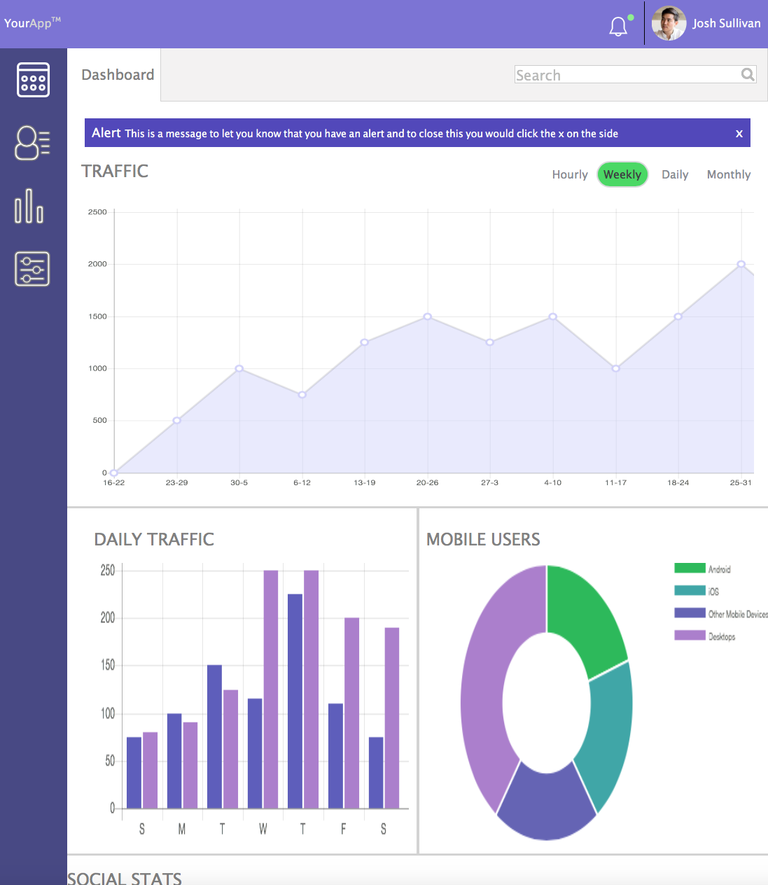 YourApp™
Josh Sullivan
Dashboard
Search
Alert This is a message to let you know that you have an alert and to close this you would click the x on the side x
TRAFFIC
Hourly Weekly Daily Monthly
2500
2000
1500
1000
500
0
16-22 23-29 30-5 6-12 13-19 20-26 27-3 4-10 11-17 18-24 25-31
DAILY TRAFFIC
250
200
150
100
50
0
S M T W T F S
MOBILE USERS
Android
iOS
Other Mobile Devices
Desktops
SOCIAL STATS